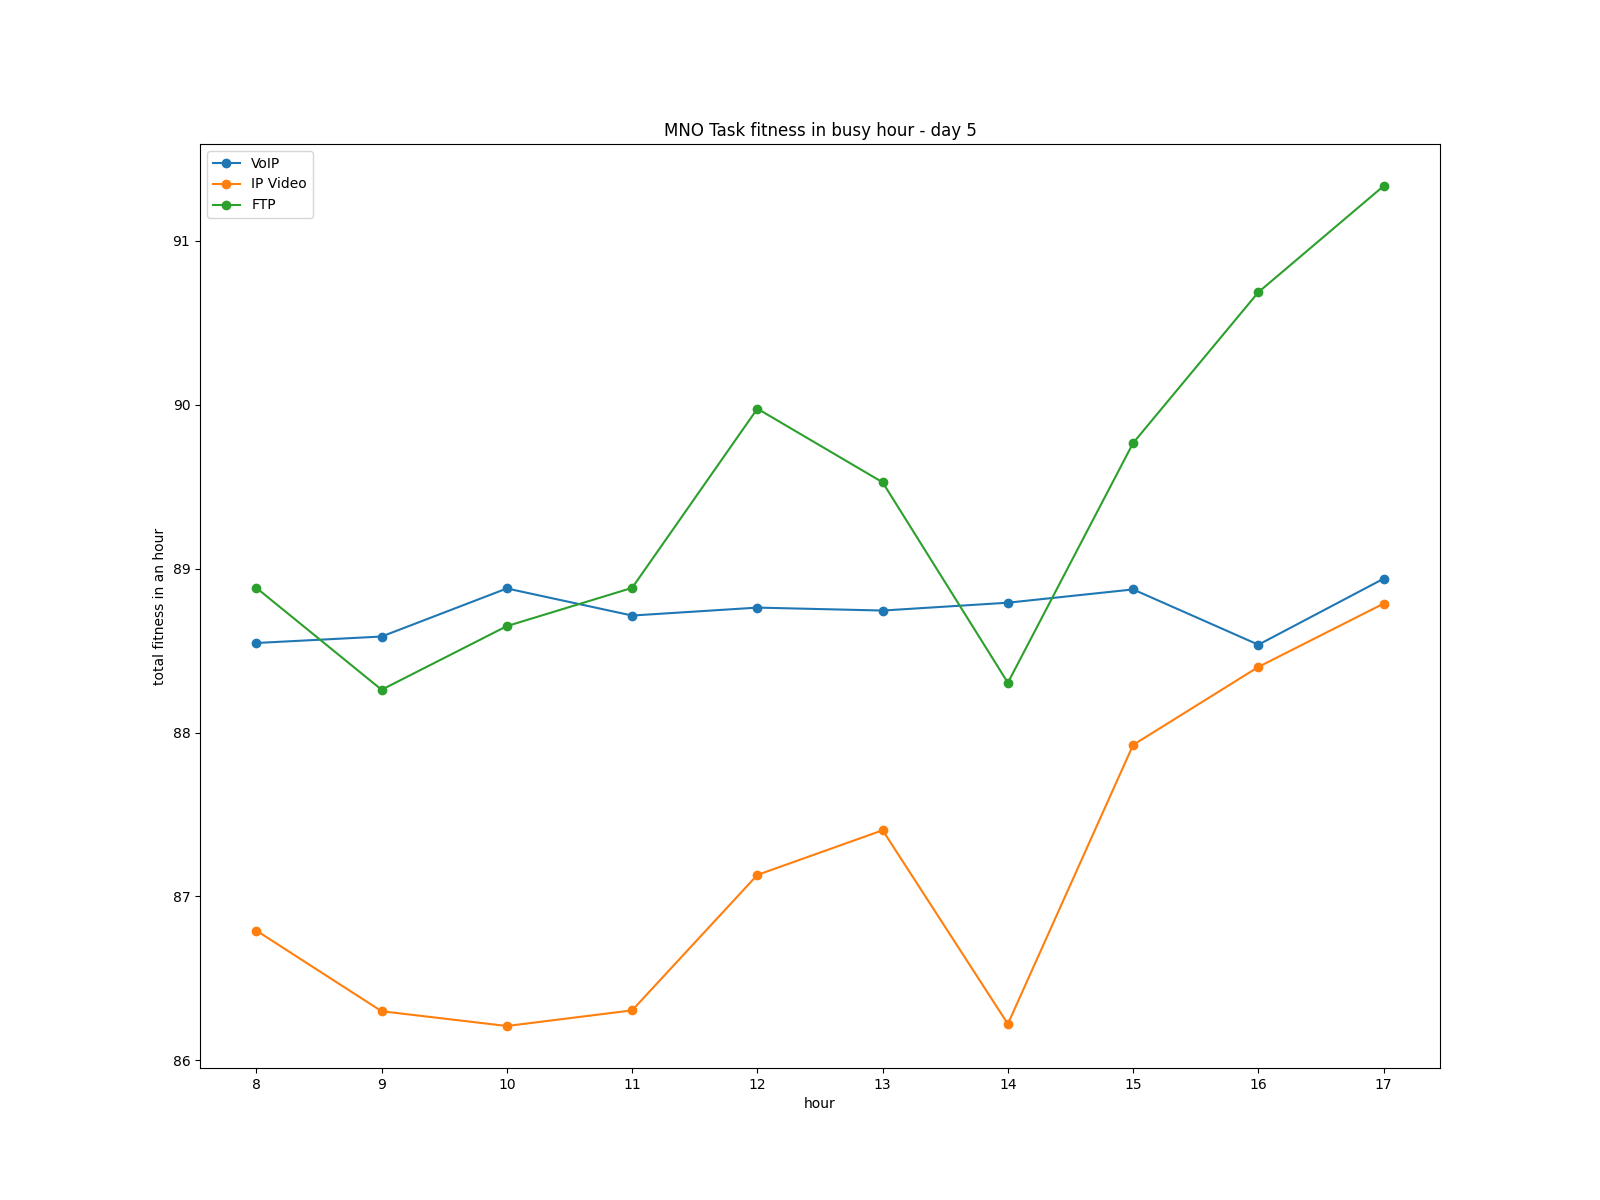 MNO Task fitness in busy hour - day 5
VoIP
IP Video
FTP
91
90
89
88
87
86
total fitness in an hour
8 9 10 11 12 13 14 15 16 17
hour